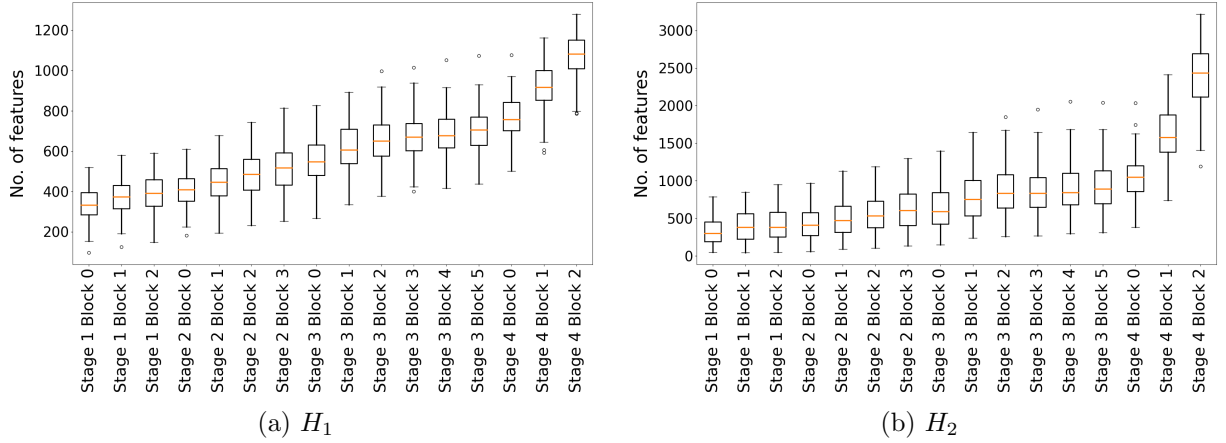 No. of features
1200
1000
800
600
400
200
Stage 1 Block 0
Stage 1 Block 1
Stage 1 Block 2
Stage 2 Block 0
Stage 2 Block 1
Stage 2 Block 2
Stage 2 Block 3
Stage 3 Block 0
Stage 3 Block 1
Stage 3 Block 2
Stage 3 Block 3
Stage 3 Block 4
Stage 3 Block 5
Stage 4 Block 0
Stage 4 Block 1
Stage 4 Block 2
(a) H₁
No. of features
3000
2500
2000
1500
1000
500
0
Stage 1 Block 0
Stage 1 Block 1
Stage 1 Block 2
Stage 2 Block 0
Stage 2 Block 1
Stage 2 Block 2
Stage 2 Block 3
Stage 3 Block 0
Stage 3 Block 1
Stage 3 Block 2
Stage 3 Block 3
Stage 3 Block 4
Stage 3 Block 5
Stage 4 Block 0
Stage 4 Block 1
Stage 4 Block 2
(b) H₂